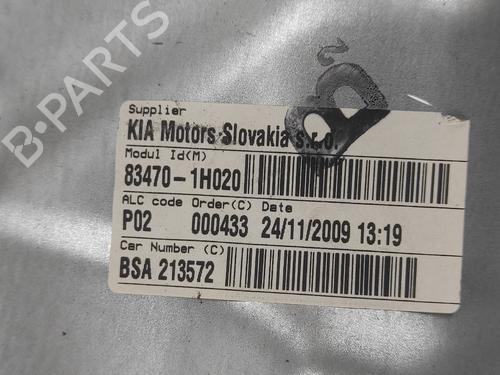 B-PARTS
Supplier
KIA Motors Slovakia s.r.o.
Modul Id(M)
83470-1H020
ALC code Order(C) Date
P02 000433 24/11/2009 13:19
Car Number (C)
BSA 213572